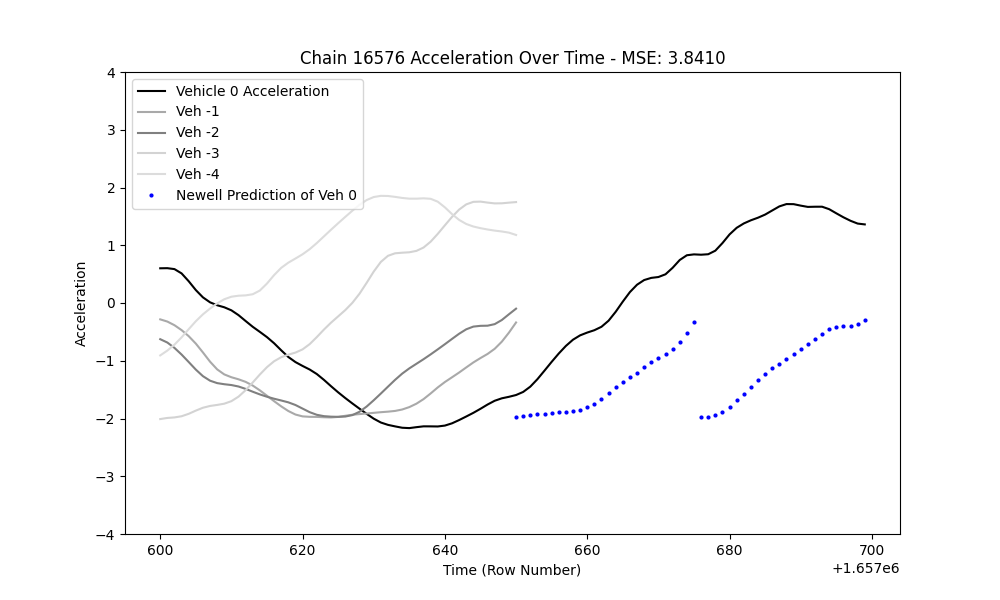 Chain 16576 Acceleration Over Time - MSE: 3.8410
Vehicle 0 Acceleration
Veh -1
Veh -2
Veh -3
Veh -4
Newell Prediction of Veh 0
Acceleration
4
3
2
1
0
−1
−2
−3
−4
600
620
640
660
680
700
+1.657e6
Time (Row Number)